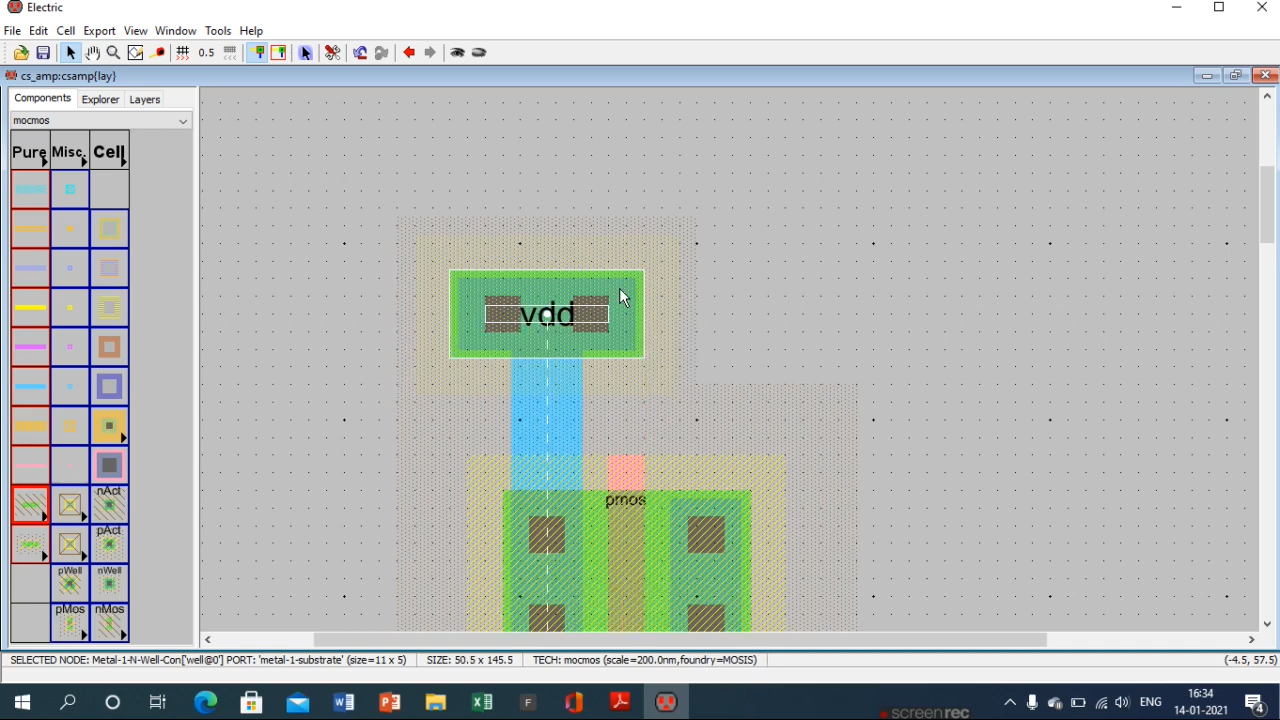 Electric
File Edit Cell Export View Window Tools Help
0.5
cs_amp:csamp{lay}
Components Explorer Layers
mocmos
Pure Misc. Cell
vdd
pmos
nAct
pAct
pWell nWell
pMos nMos
SELECTED NODE: Metal-1-N-Well-Con['well@0'] PORT: 'metal-1-substrate' (size=11 x 5) SIZE: 50.5 x 145.5 TECH: mocmos (scale=200.0nm,foundry=MOSIS) (-4.5, 57.5)
F
ENG
16:34
14-01-2021
4
screenrec